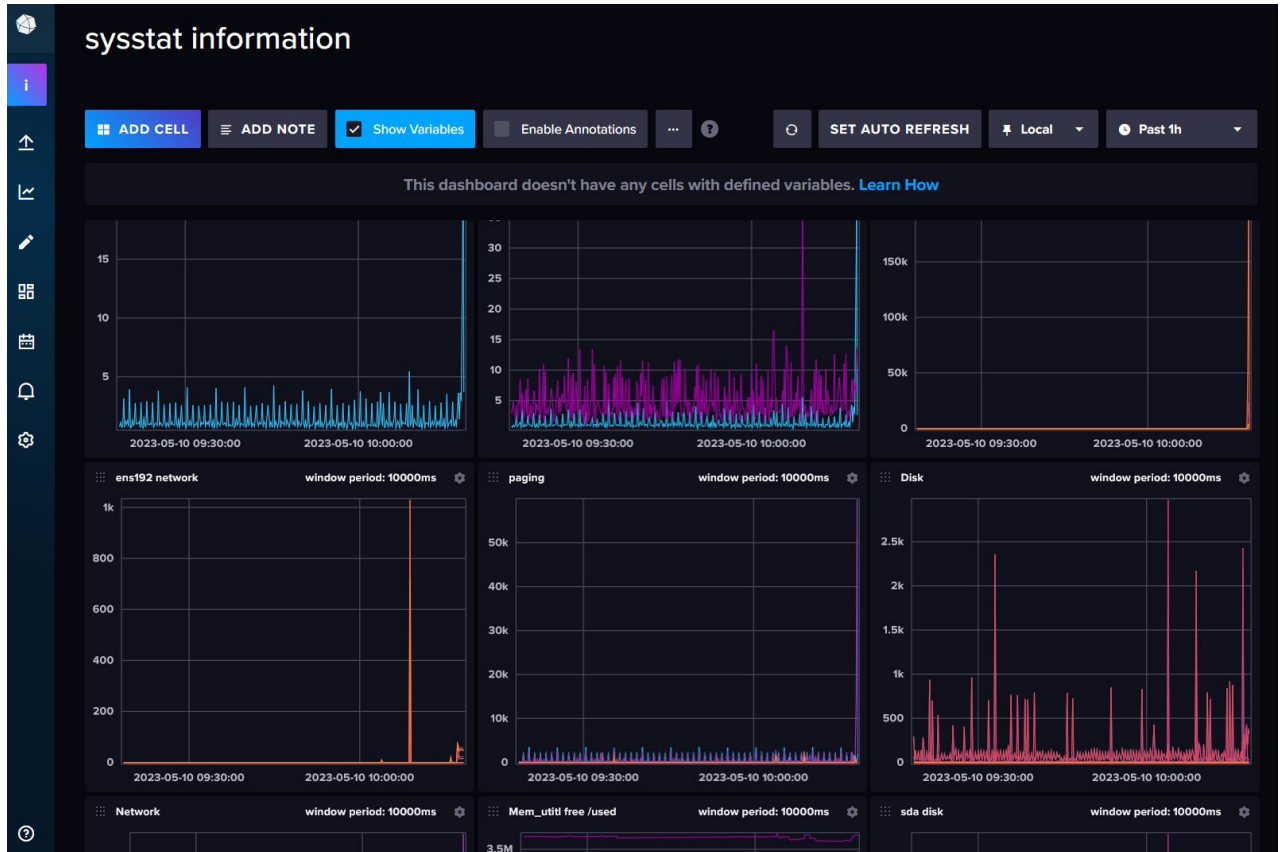 sysstat information
i
ADD CELL
ADD NOTE
Show Variables
Enable Annotations
...
?
SET AUTO REFRESH
Local
Past 1h
This dashboard doesn't have any cells with defined variables. Learn How
15
10
5
2023-05-10 09:30:00
2023-05-10 10:00:00
30
25
20
15
10
5
2023-05-10 09:30:00
2023-05-10 10:00:00
150k
100k
50k
0
2023-05-10 09:30:00
2023-05-10 10:00:00
ens192 network
window period: 10000ms
1k
800
600
400
200
0
2023-05-10 09:30:00
2023-05-10 10:00:00
paging
window period: 10000ms
50k
40k
30k
20k
10k
0
2023-05-10 09:30:00
2023-05-10 10:00:00
Disk
window period: 10000ms
2.5k
2k
1.5k
1k
500
0
2023-05-10 09:30:00
2023-05-10 10:00:00
Network
window period: 10000ms
Mem_utitl free /used
window period: 10000ms
3.5M
sda disk
window period: 10000ms
?